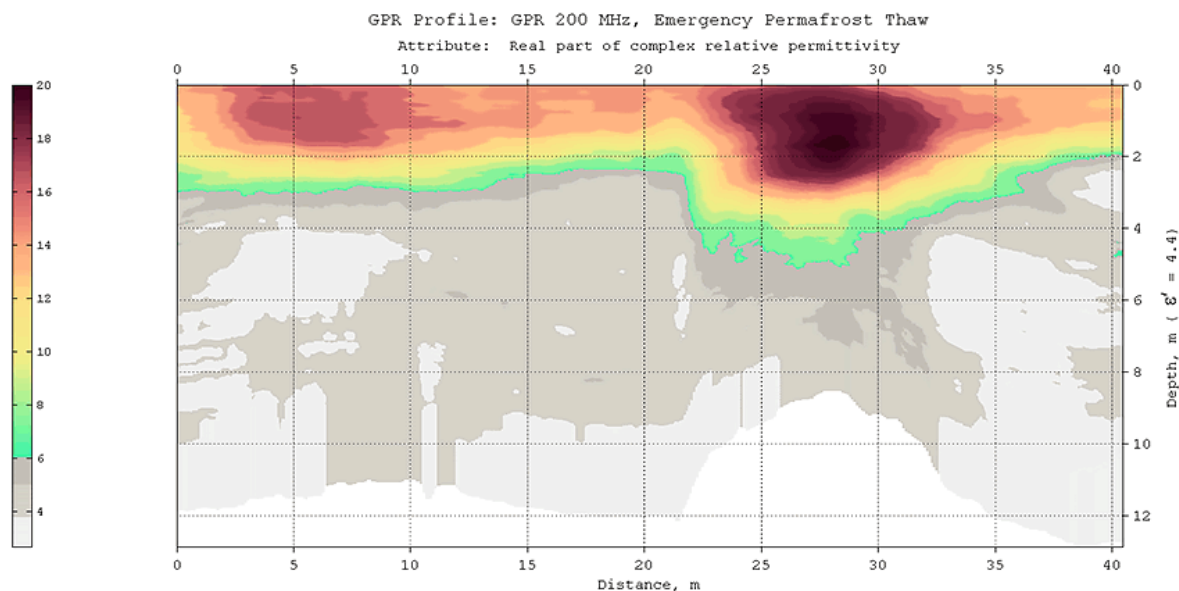 GPR Profile: GPR 200 MHz, Emergency Permafrost Thaw
Attribute: Real part of complex relative permittivity
0 5 10 15 20 25 30 35 40
20
18
16
14
12
10
8
6
4
0
2
4
6
8
10
12
Depth, m ( ε' = 4.4)
0 5 10 15 20 25 30 35 40
Distance, m